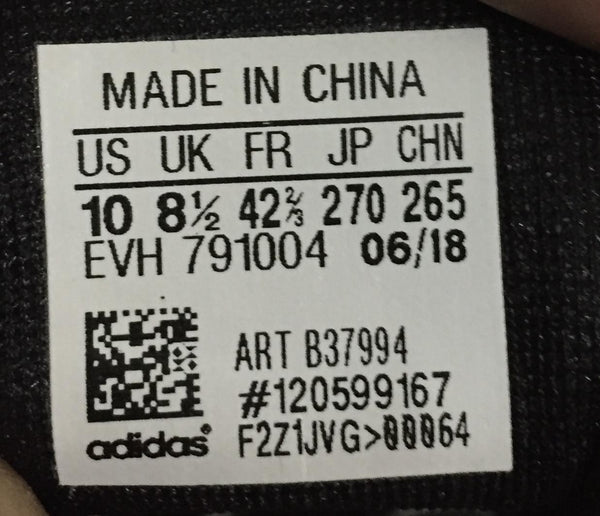 MADE IN CHINA
US UK FR JP CHN
10 8½ 42⅔ 270 265
EVH 791004 06/18
ART B37994
#120599167
adidas® F2Z1JVG>00064